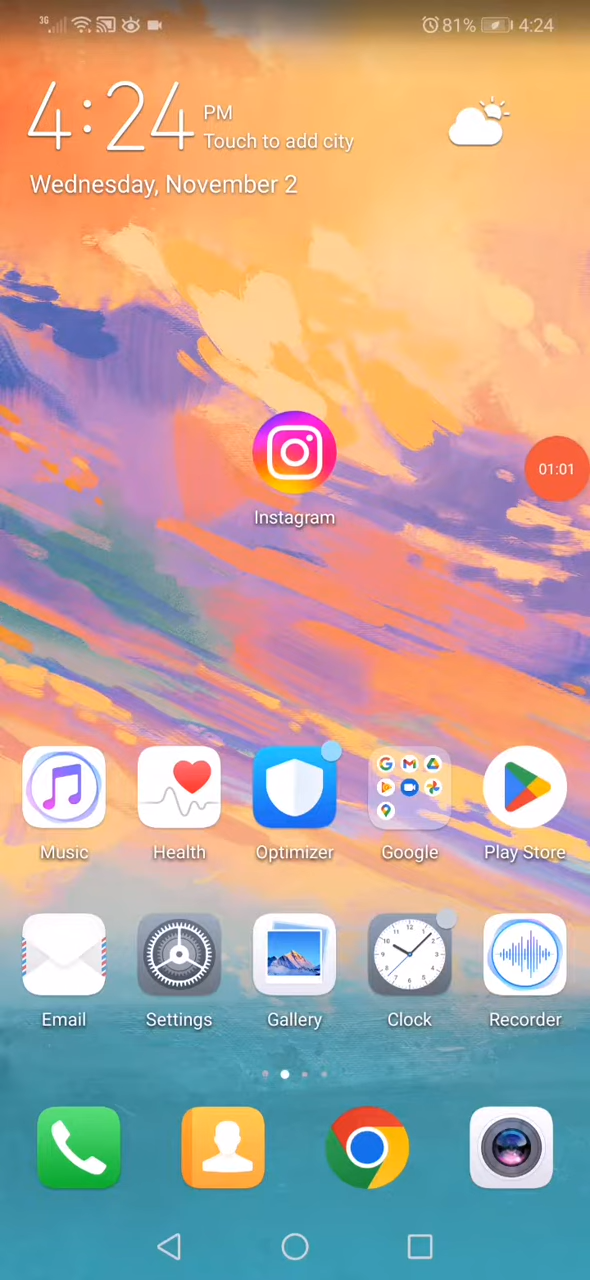 3G 81% 4:24
4:24 PM
Touch to add city
Wednesday, November 2
Instagram
01:01
Music Health Optimizer Google Play Store
Email Settings Gallery Clock Recorder